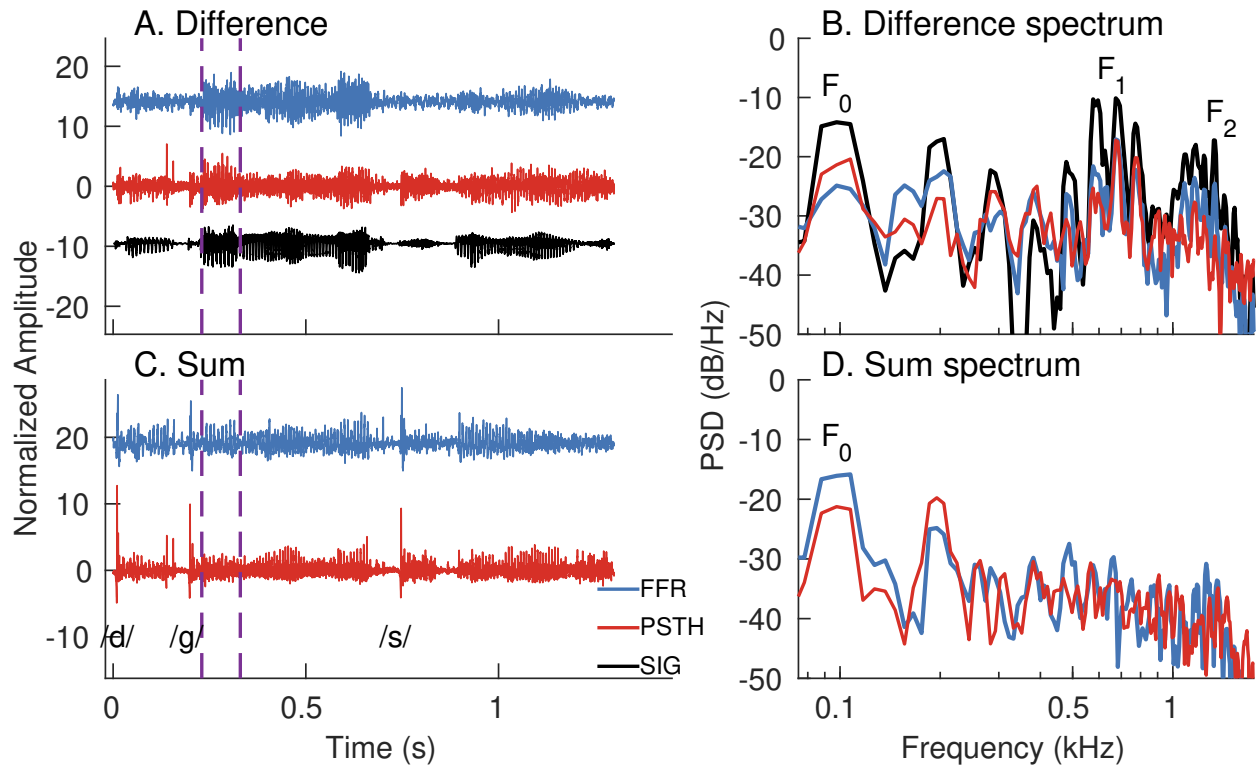 A. Difference
20
10
0
-10
-20
B. Difference spectrum
0
-10
-20
-30
-40
-50
F0
F1
F2
C. Sum
20
10
0
-10
/d/
/g/
/s/
FFR
PSTH
SIG
0
0.5
1
Time (s)
Normalized Amplitude
D. Sum spectrum
0
-10
-20
-30
-40
-50
F0
0.1
0.5
1
Frequency (kHz)
PSD (dB/Hz)